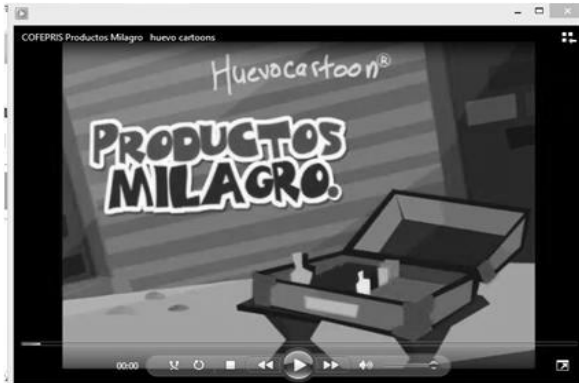 COFEPRIS Productos Milagro huevo cartoons
Huevocartoon®
PRODUCTOS
MILAGRO.
00:00